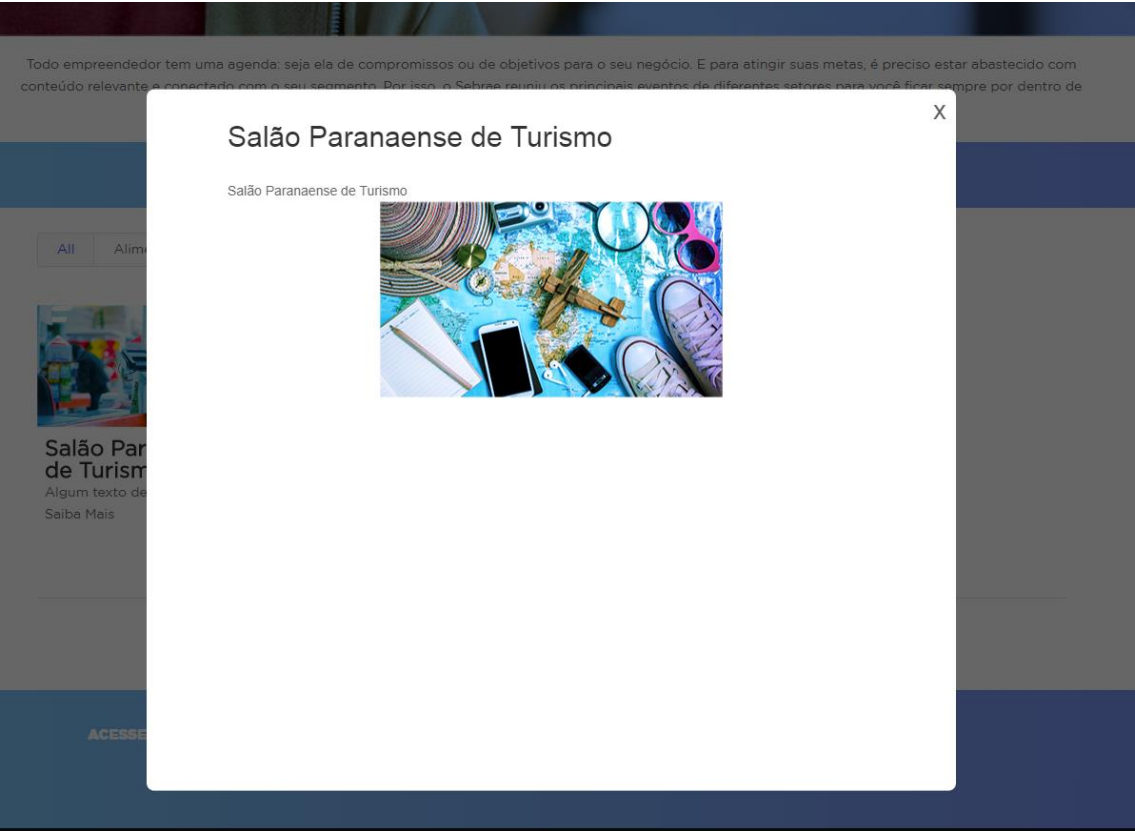 Todo empreendedor tem uma agenda: seja ela de compromissos ou de objetivos para o seu negócio. E para atingir suas metas, é preciso estar abastecido com
conteúdo relevante e conectado com o seu segmento. Por isso, o Sebrae reuniu os principais eventos de diferentes setores para você ficar sempre por dentro de
X
Salão Paranaense de Turismo
Salão Paranaense de Turismo
All Alime
Salão Par
de Turism
Algum texto de
Saiba Mais
ACESSE